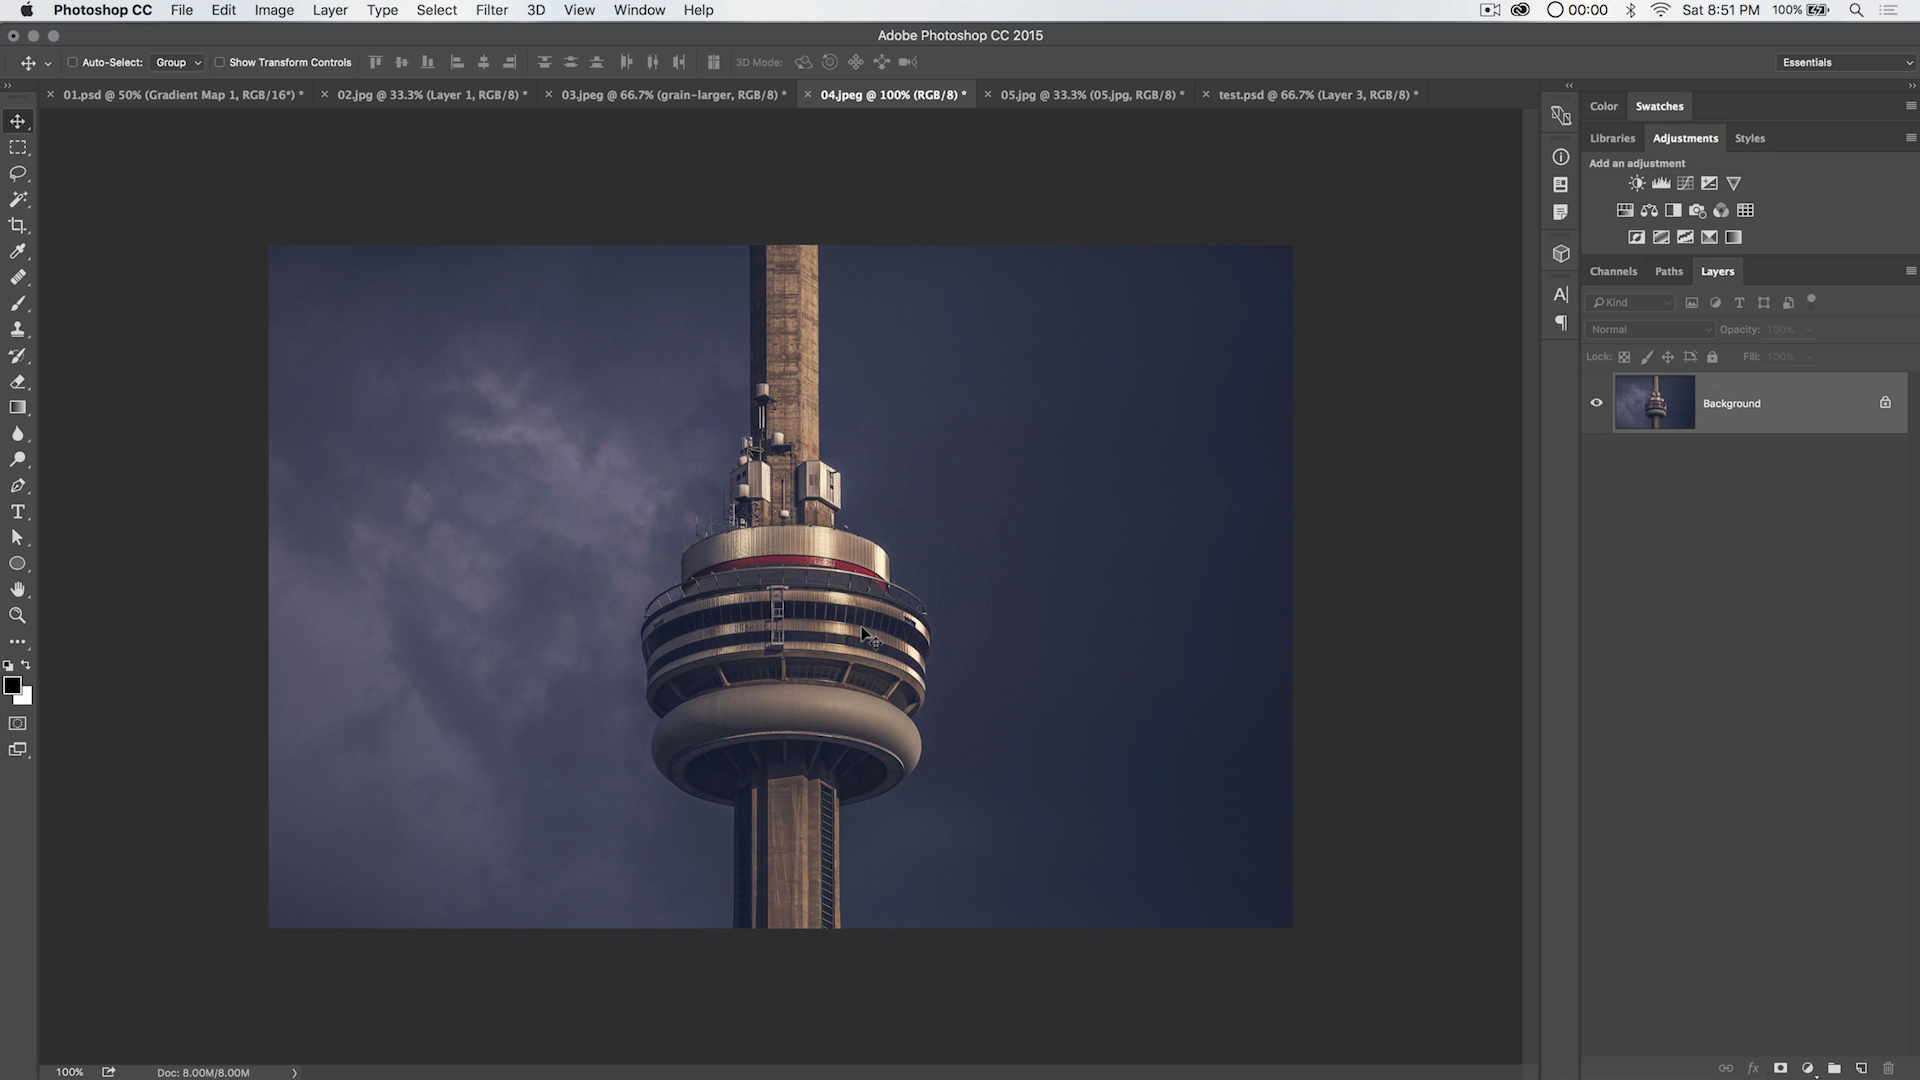 Photoshop CC File Edit Image Layer Type Select Filter 3D View Window Help 00:00 Sat 8:51 PM 100%
Adobe Photoshop CC 2015
Auto-Select: Group Show Transform Controls 3D Mode: Essentials
01.psd @ 50% (Gradient Map 1, RGB/16*) * 02.jpg @ 33.3% (Layer 1, RGB/8) * 03.jpeg @ 66.7% (grain-larger, RGB/8) * 04.jpeg @ 100% (RGB/8) * 05.jpg @ 33.3% (05.jpg, RGB/8) * test.psd @ 66.7% (Layer 3, RGB/8) *
Color Swatches
Libraries Adjustments Styles
Add an adjustment
Channels Paths Layers
Kind
Normal Opacity: 100%
Lock: Fill: 100%
Background
100% Doc: 8.00M/8.00M